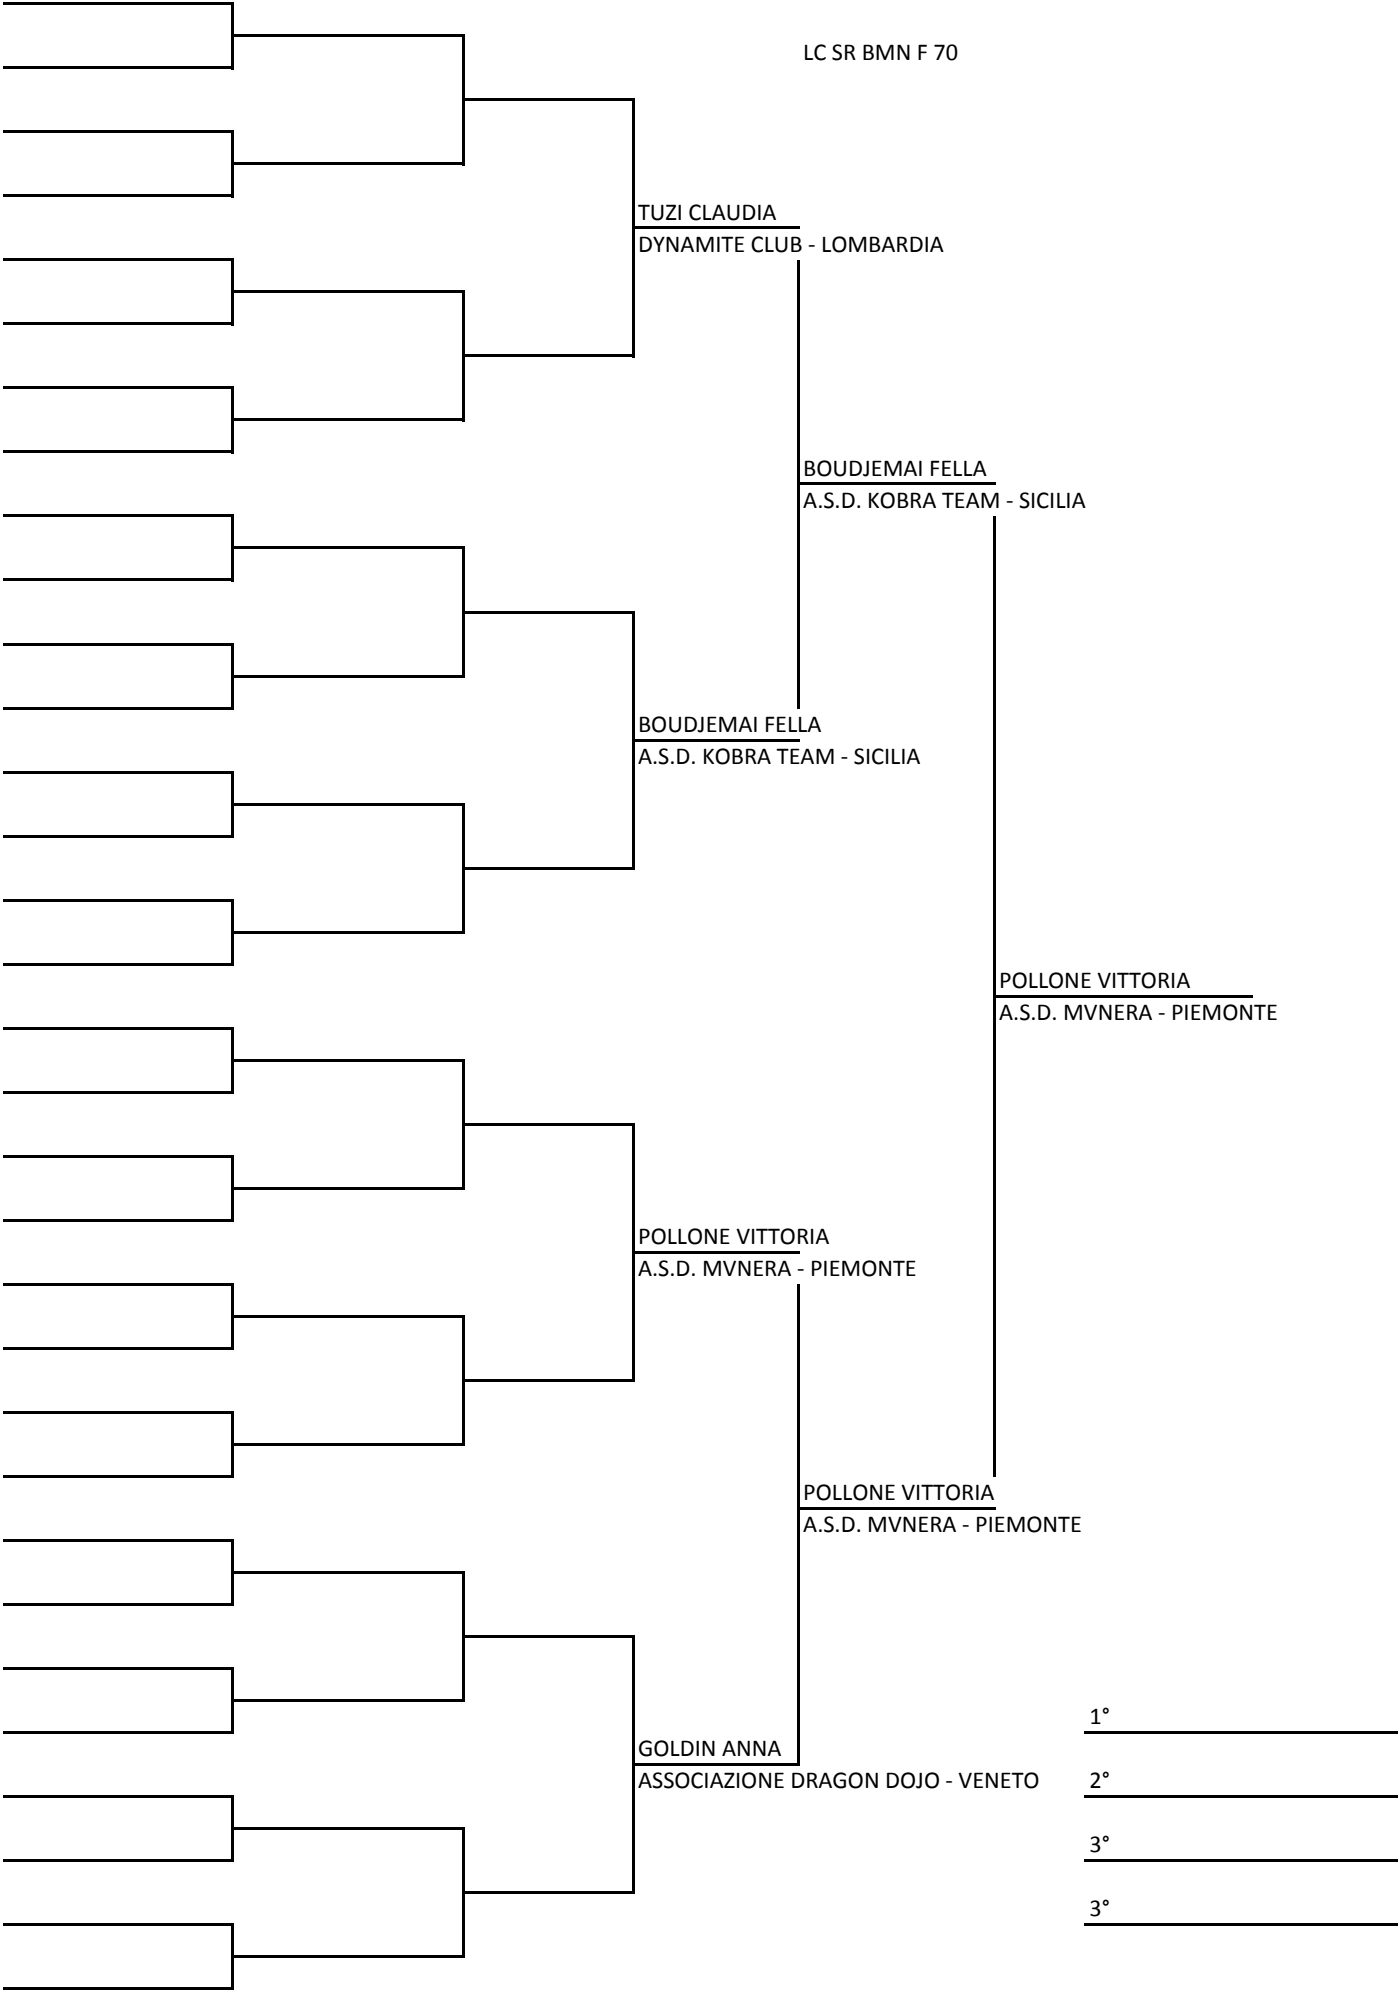 LC SR BMN F 70
TUZI CLAUDIA
DYNAMITE CLUB - LOMBARDIA
BOUDJEMAI FELLA
A.S.D. KOBRA TEAM - SICILIA
BOUDJEMAI FELLA
A.S.D. KOBRA TEAM - SICILIA
POLLONE VITTORIA
A.S.D. MVNERA - PIEMONTE
POLLONE VITTORIA
A.S.D. MVNERA - PIEMONTE
POLLONE VITTORIA
A.S.D. MVNERA - PIEMONTE
GOLDIN ANNA
ASSOCIAZIONE DRAGON DOJO - VENETO
1°
2°
3°
3°